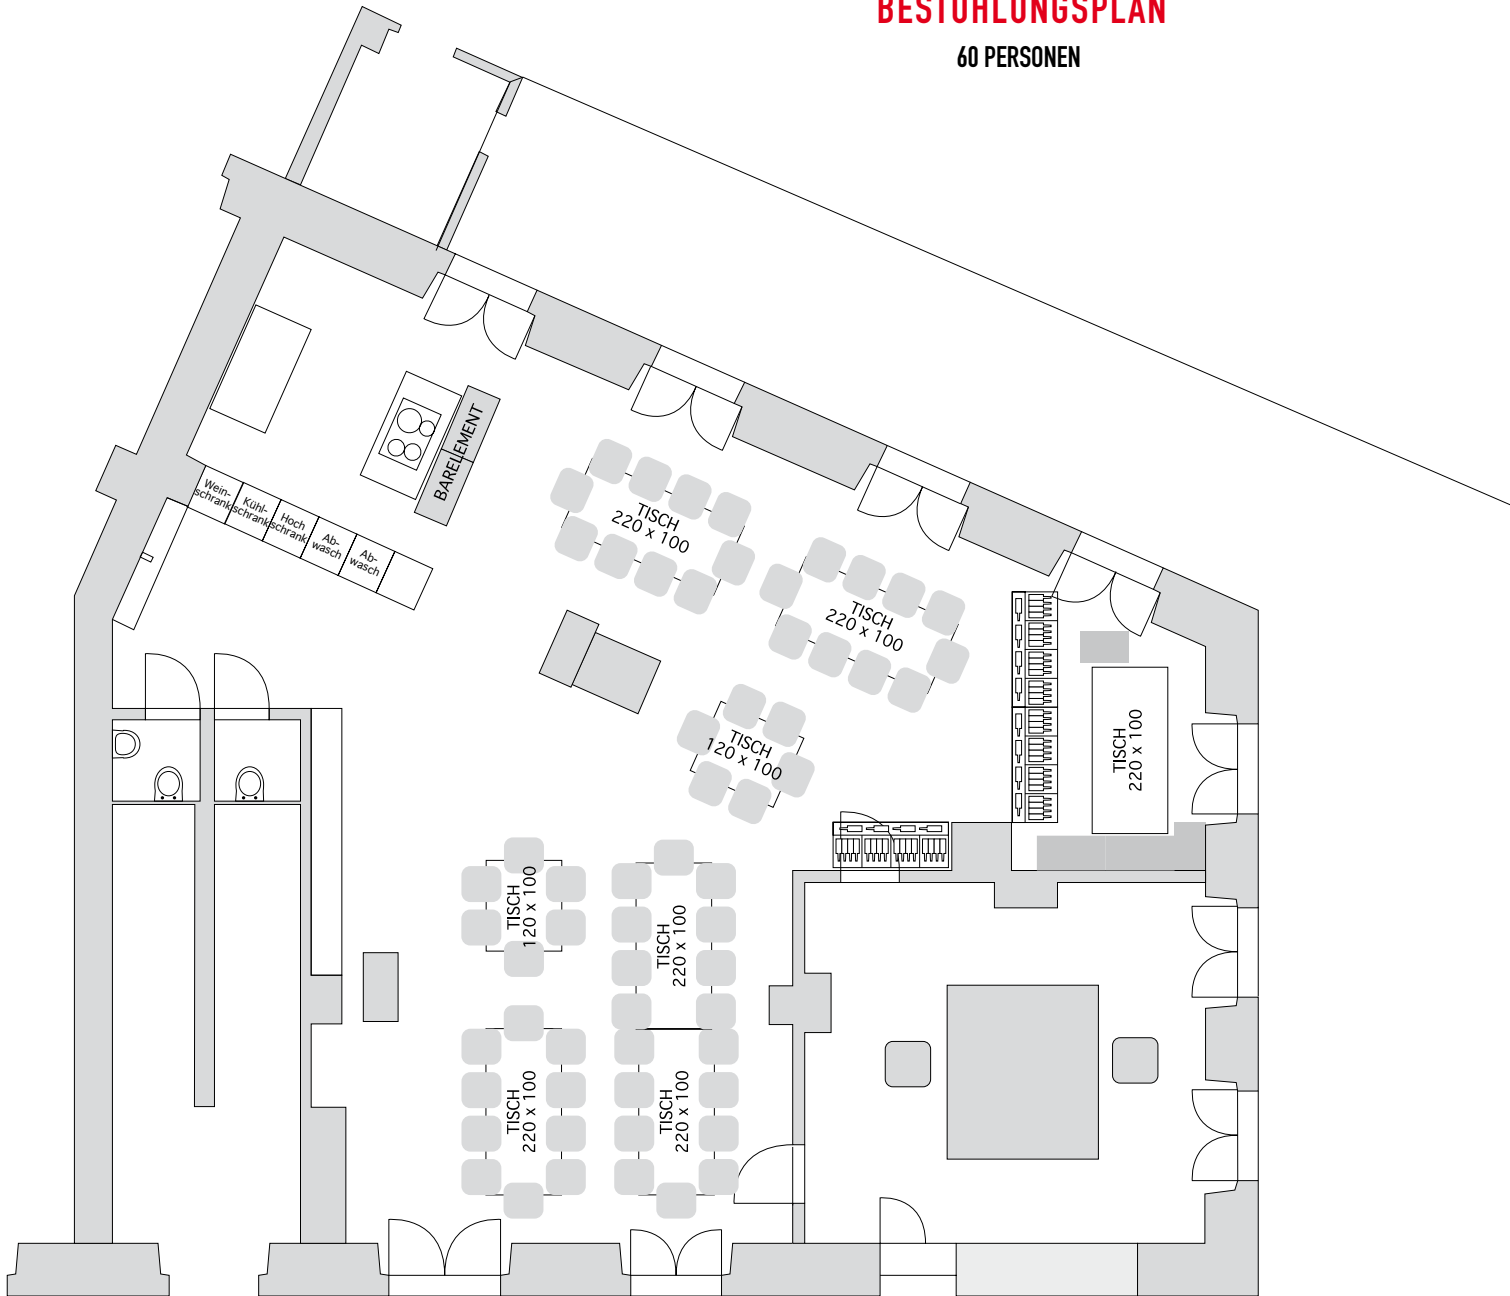 BESTUHLUNGSPLAN
60 PERSONEN
BARELEMENT
Wein-
schrank
Kühl-
schrank
Hoch
schrank
Ab-
wasch
Ab-
wasch
TISCH
220 x 100
TISCH
220 x 100
TISCH
120 x 100
TISCH
220 x 100
TISCH
120 x 100
TISCH
220 x 100
TISCH
220 x 100
TISCH
220 x 100